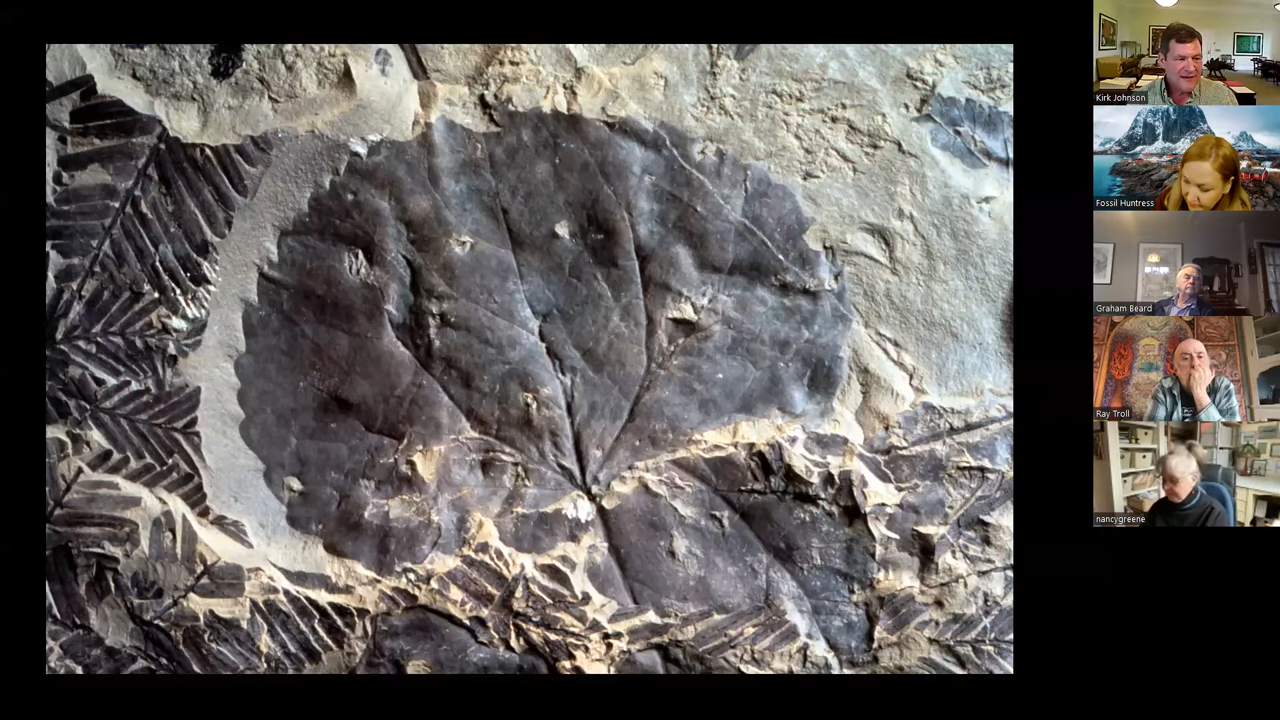 Kirk Johnson
Fossil Huntress
Graham Beard
Ray Troll
nancygreene